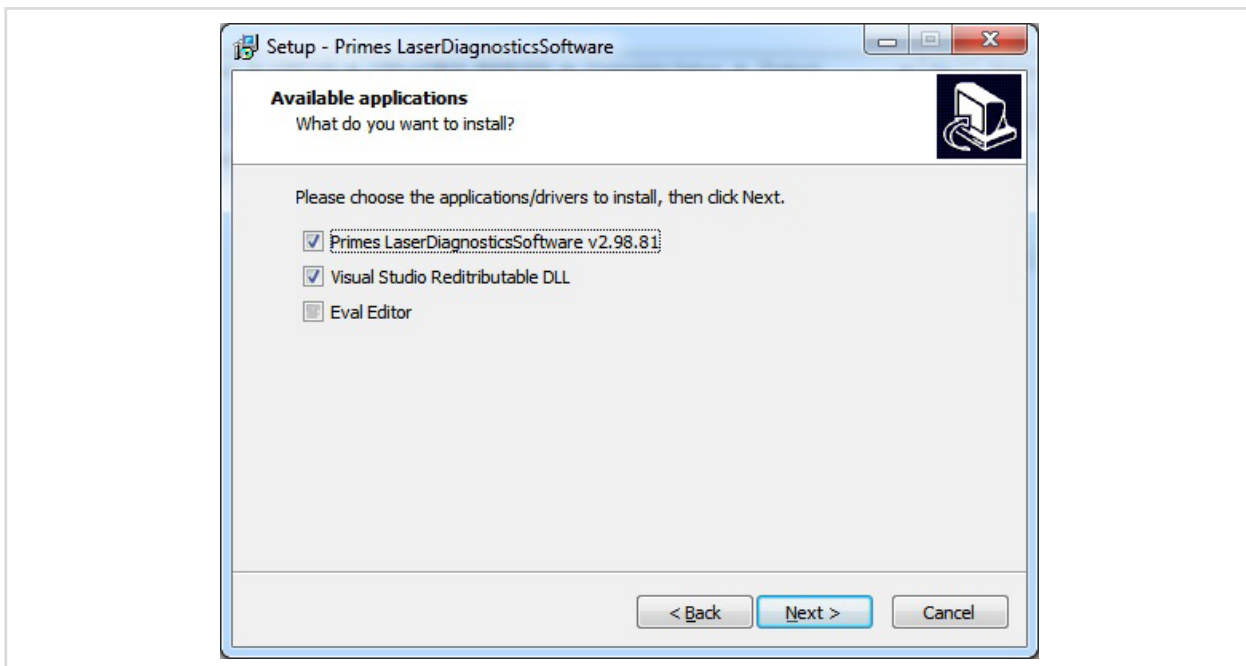 Setup - Primes LaserDiagnosticsSoftware
Available applications
What do you want to install?
Please choose the applications/drivers to install, then click Next.
Primes LaserDiagnosticsSoftware v2.98.81
Visual Studio Reditributable DLL
Eval Editor
< Back Next > Cancel